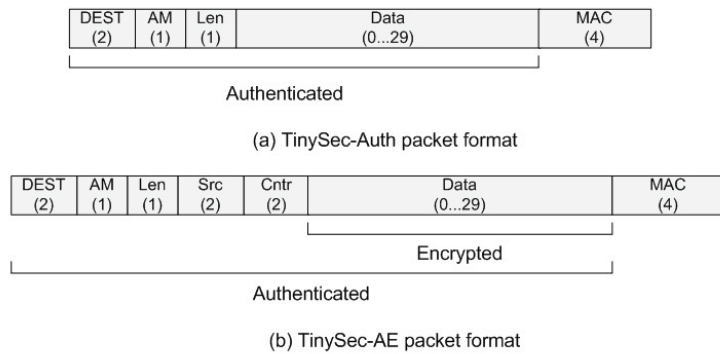 DEST AM Len Data MAC
(2) (1) (1) (0...29) (4)
Authenticated
(a) TinySec-Auth packet format
DEST AM Len Src Cntr Data MAC
(2) (1) (1) (2) (2) (0...29) (4)
Encrypted
Authenticated
(b) TinySec-AE packet format